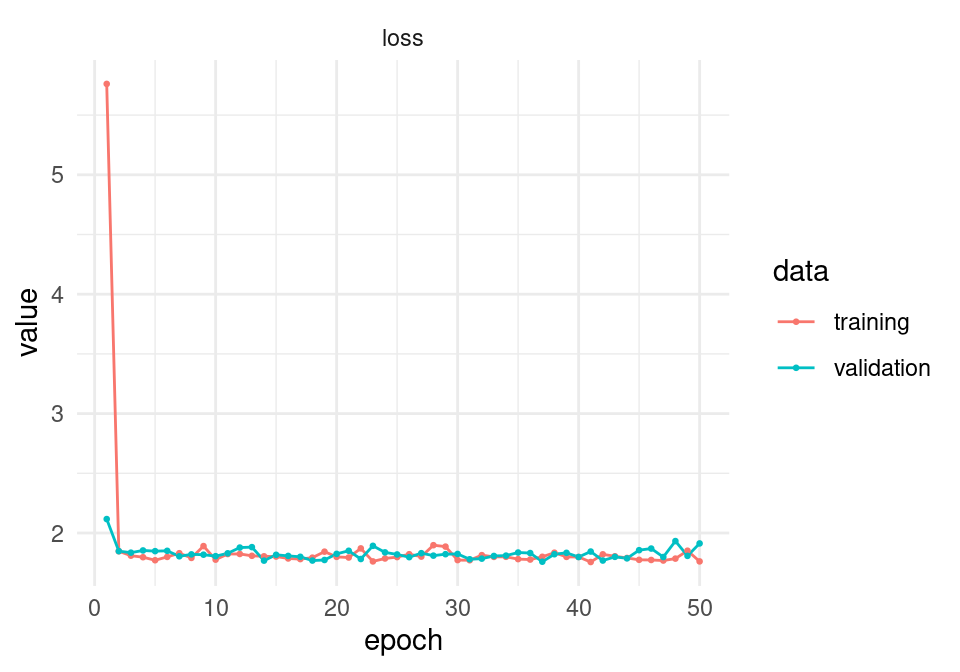 loss
5
4
3
2
value
0 10 20 30 40 50
epoch
data
training
validation